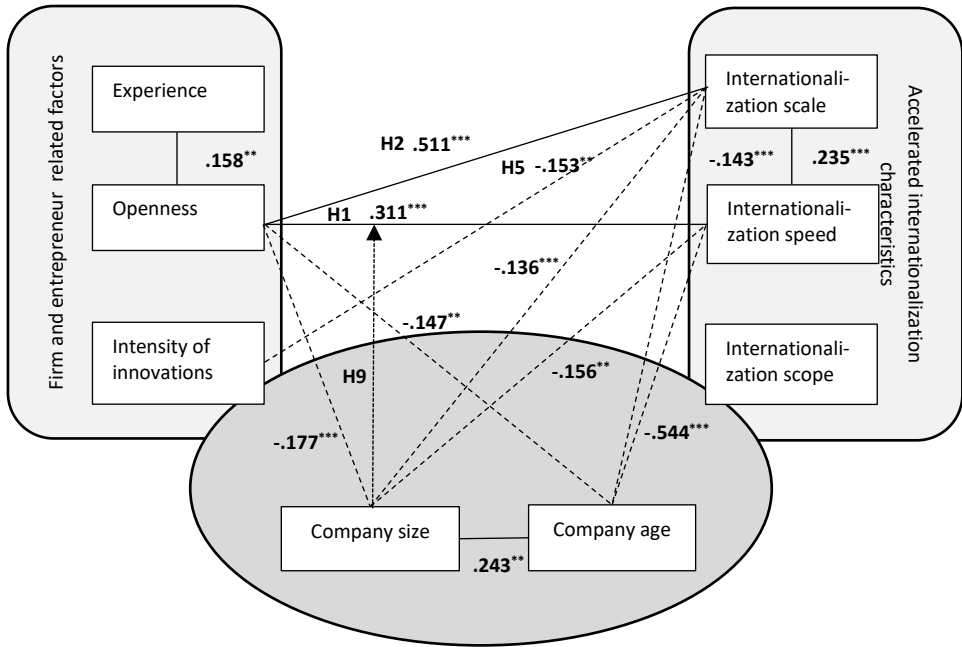 Firm and entrepreneur related factors
Experience
.158**
Openness
Intensity of
innovations
H2 .511***
H5 -.153**
H1 .311***
-.136***
-.147**
H9
-.156**
-.177***
-.544***
Company size
Company age
.243**
Internationali-
zation scale
-.143***
.235***
Internationali-
zation speed
Internationali-
zation scope
Accelerated internationalization
characteristics